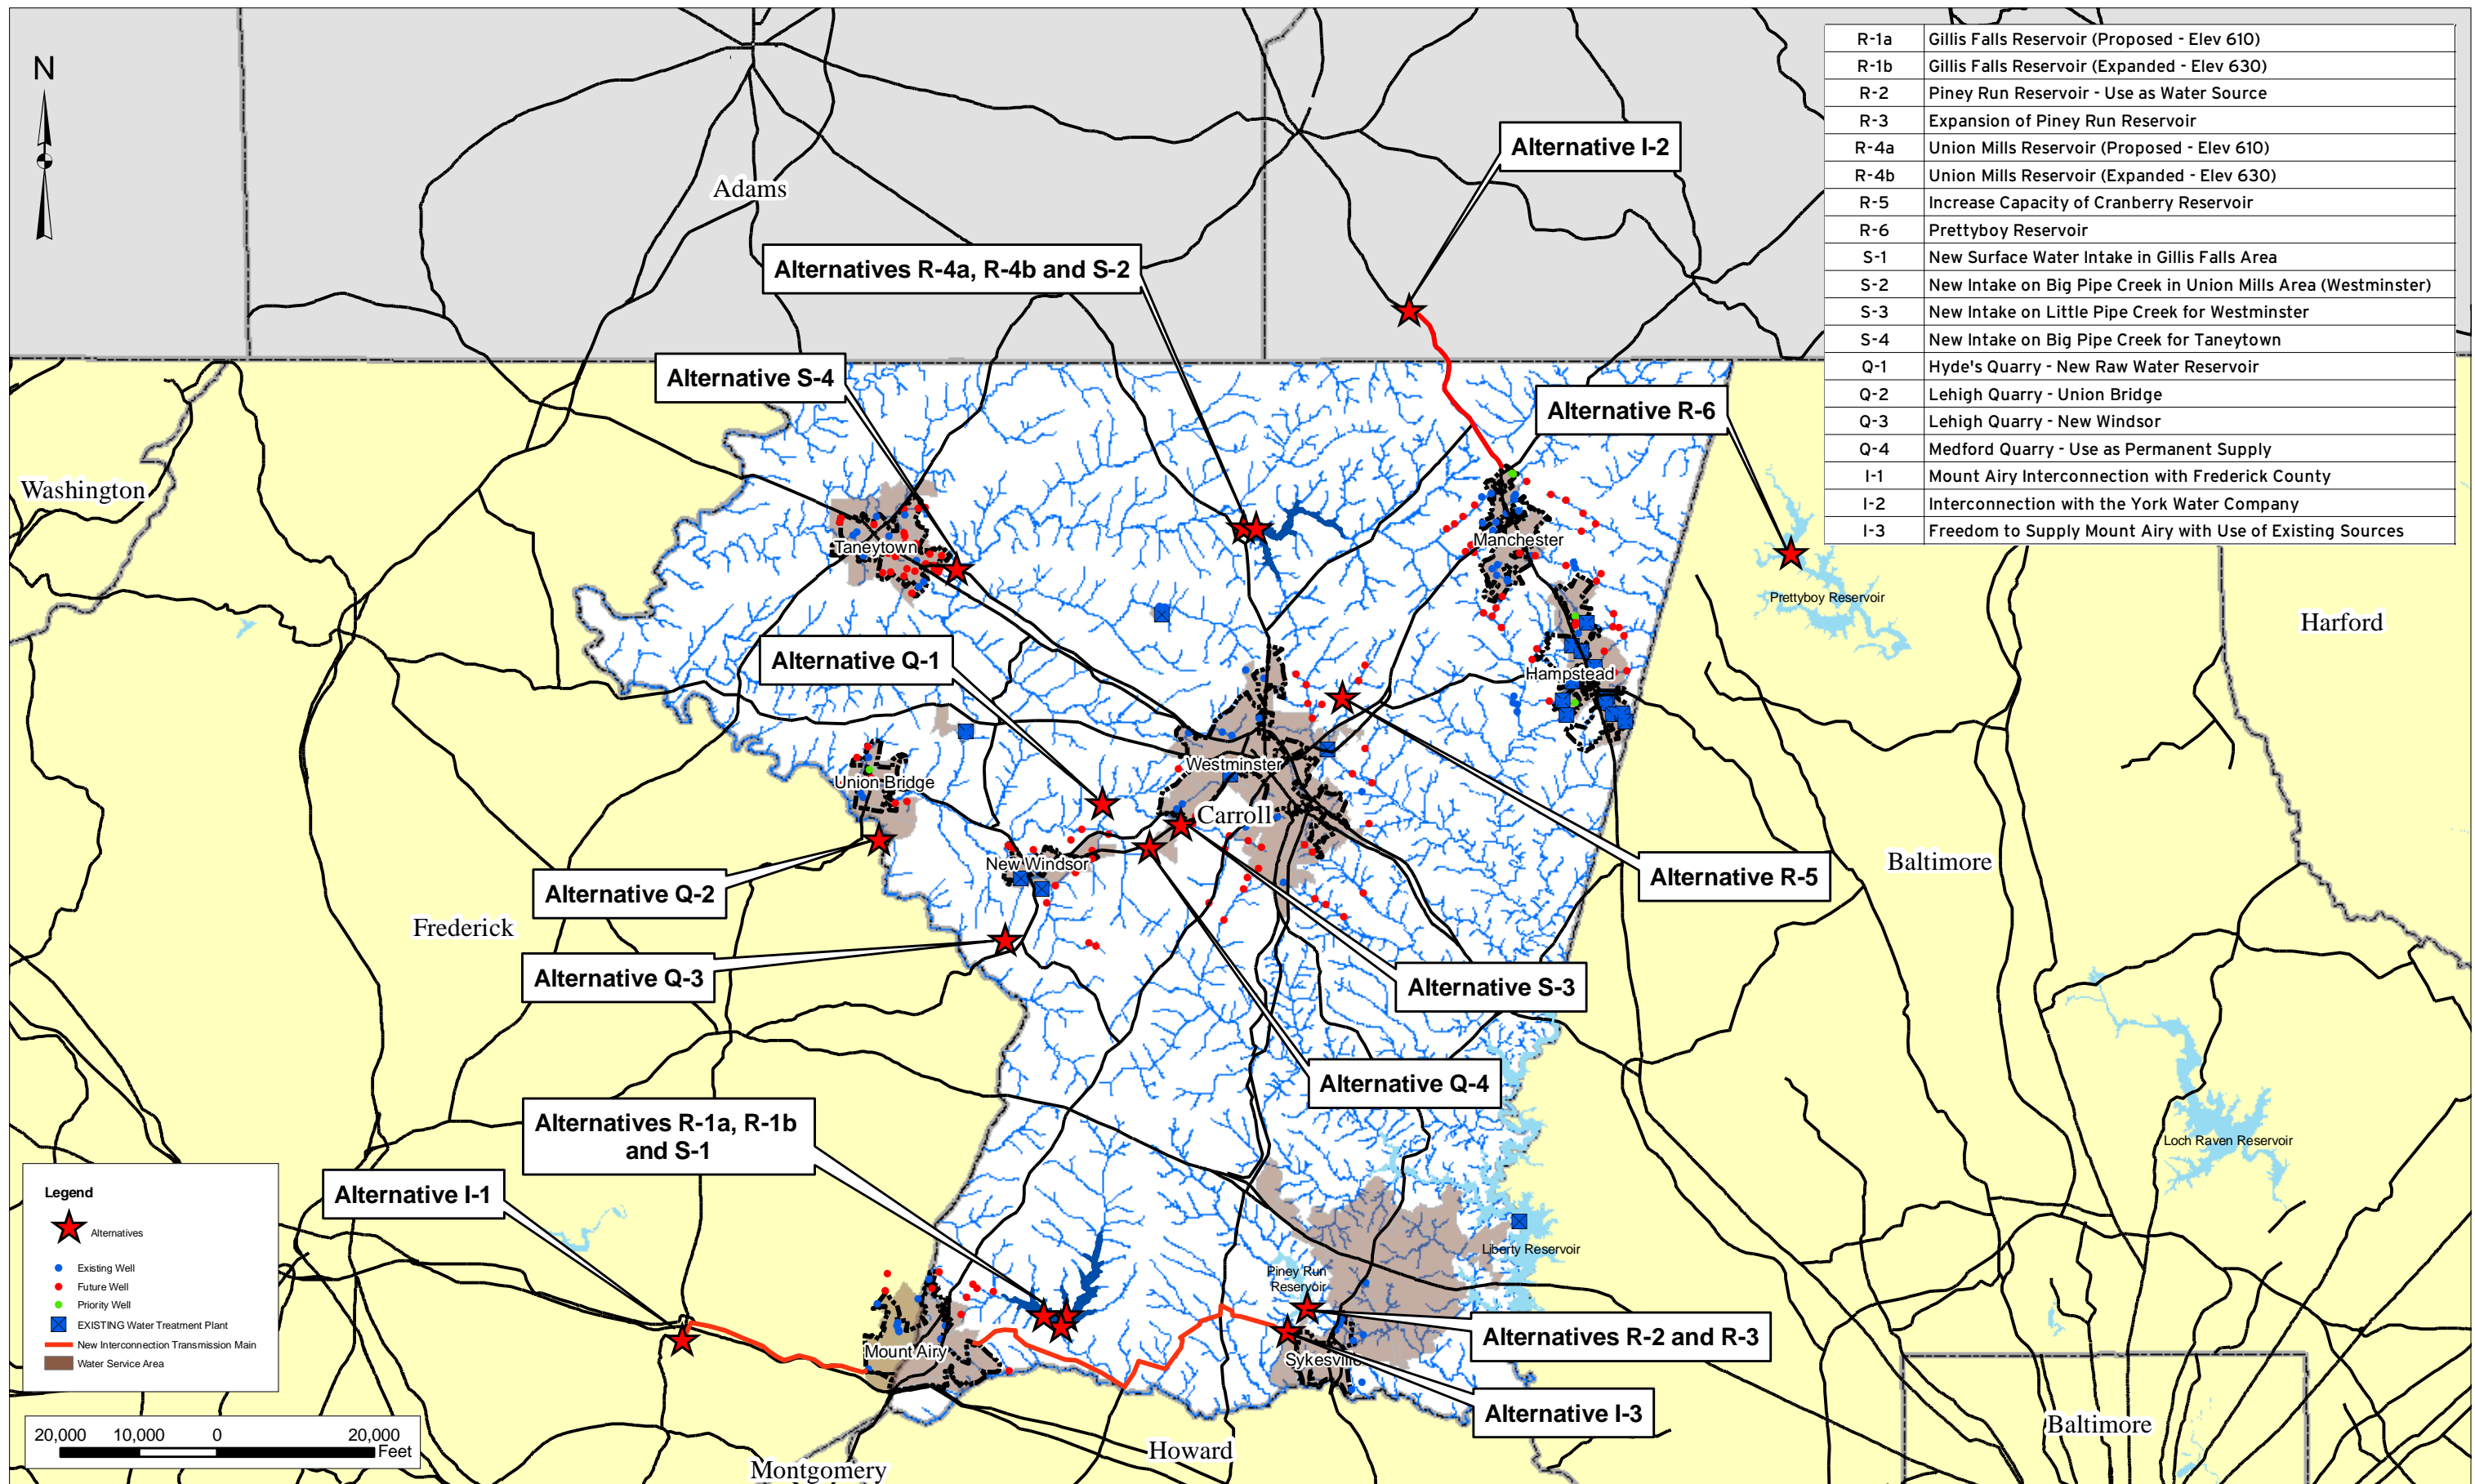 N
R-1a Gillis Falls Reservoir (Proposed - Elev 610)
R-1b Gillis Falls Reservoir (Expanded - Elev 630)
R-2 Piney Run Reservoir - Use as Water Source
R-3 Expansion of Piney Run Reservoir
R-4a Union Mills Reservoir (Proposed - Elev 610)
R-4b Union Mills Reservoir (Expanded - Elev 630)
R-5 Increase Capacity of Cranberry Reservoir
R-6 Prettyboy Reservoir
S-1 New Surface Water Intake in Gillis Falls Area
S-2 New Intake on Big Pipe Creek in Union Mills Area (Westminster)
S-3 New Intake on Little Pipe Creek for Westminster
S-4 New Intake on Big Pipe Creek for Taneytown
Q-1 Hyde's Quarry - New Raw Water Reservoir
Q-2 Lehigh Quarry - Union Bridge
Q-3 Lehigh Quarry - New Windsor
Q-4 Medford Quarry - Use as Permanent Supply
I-1 Mount Airy Interconnection with Frederick County
I-2 Interconnection with the York Water Company
I-3 Freedom to Supply Mount Airy with Use of Existing Sources
Alternative I-2
Adams
Alternatives R-4a, R-4b and S-2
Alternative S-4
Alternative R-6
Washington
Taneytown
Manchester
Prettyboy Reservoir
Harford
Alternative Q-1
Hampstead
Westminster
Union Bridge
Carroll
New Windsor
Baltimore
Alternative R-5
Alternative Q-2
Frederick
Alternative Q-3
Alternative S-3
Alternative Q-4
Alternatives R-1a, R-1b
and S-1
Loch Raven Reservoir
Alternative I-1
Liberty Reservoir
Piney Run
Reservoir
Alternatives R-2 and R-3
Mount Airy
Sykesville
Alternative I-3
Baltimore
Howard
Montgomery
Legend
Alternatives
Existing Well
Future Well
Priority Well
EXISTING Water Treatment Plant
New Interconnection Transmission Main
Water Service Area
20,000 10,000 0 20,000
Feet